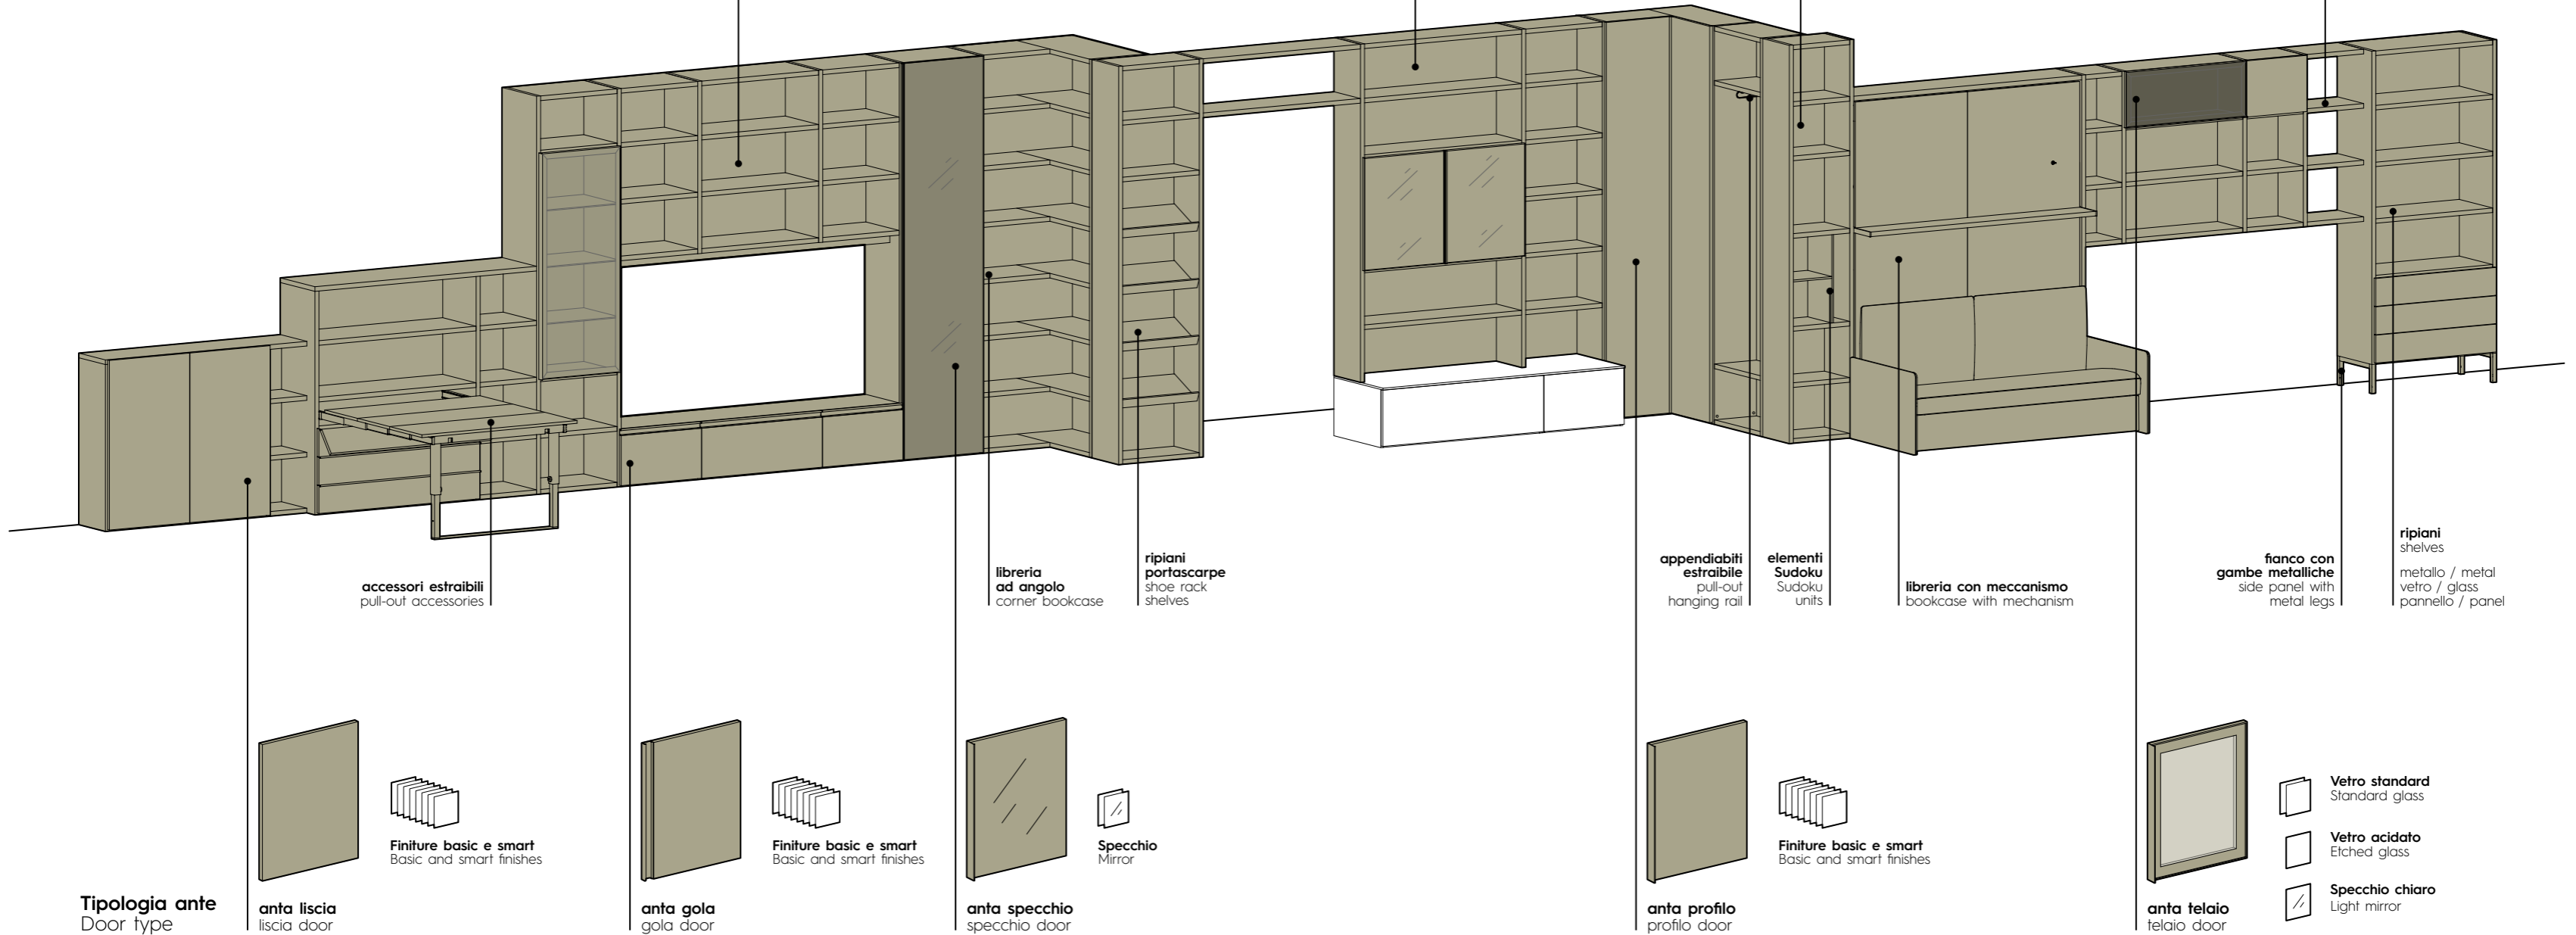 accessori estraibili
pull-out accessories
libreria
ad angolo
corner bookcase
ripiani
portascarpe
shoe rack
shelves
appendiabiti
estraibile
pull-out
hanging rail
elementi
Sudoku
Sudoku
units
libreria con meccanismo
bookcase with mechanism
fianco con
gambe metalliche
side panel with
metal legs
ripiani
shelves
metallo / metal
vetro / glass
pannello / panel
Tipologia ante
Door type
anta liscia
liscia door
Finiture basic e smart
Basic and smart finishes
anta gola
gola door
Finiture basic e smart
Basic and smart finishes
anta specchio
specchio door
Specchio
Mirror
anta profilo
profilo door
Finiture basic e smart
Basic and smart finishes
anta telaio
telaio door
Vetro standard
Standard glass
Vetro acidato
Etched glass
Specchio chiaro
Light mirror